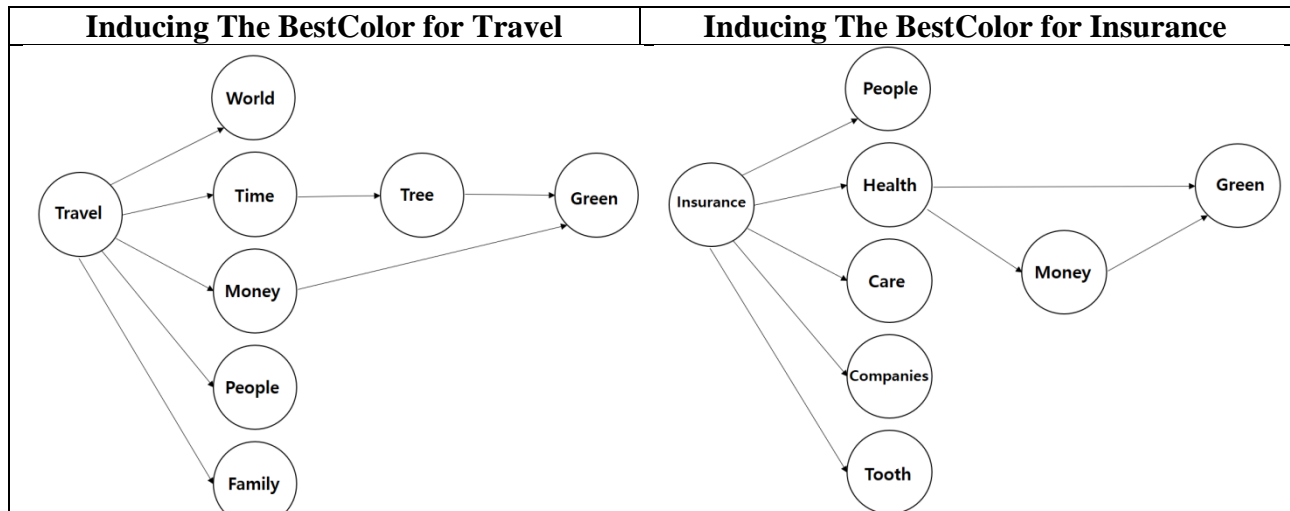 Inducing The BestColor for Travel
Inducing The BestColor for Insurance
World
Travel
Time
Tree
Green
Money
People
Family
People
Insurance
Health
Green
Care
Money
Companies
Tooth